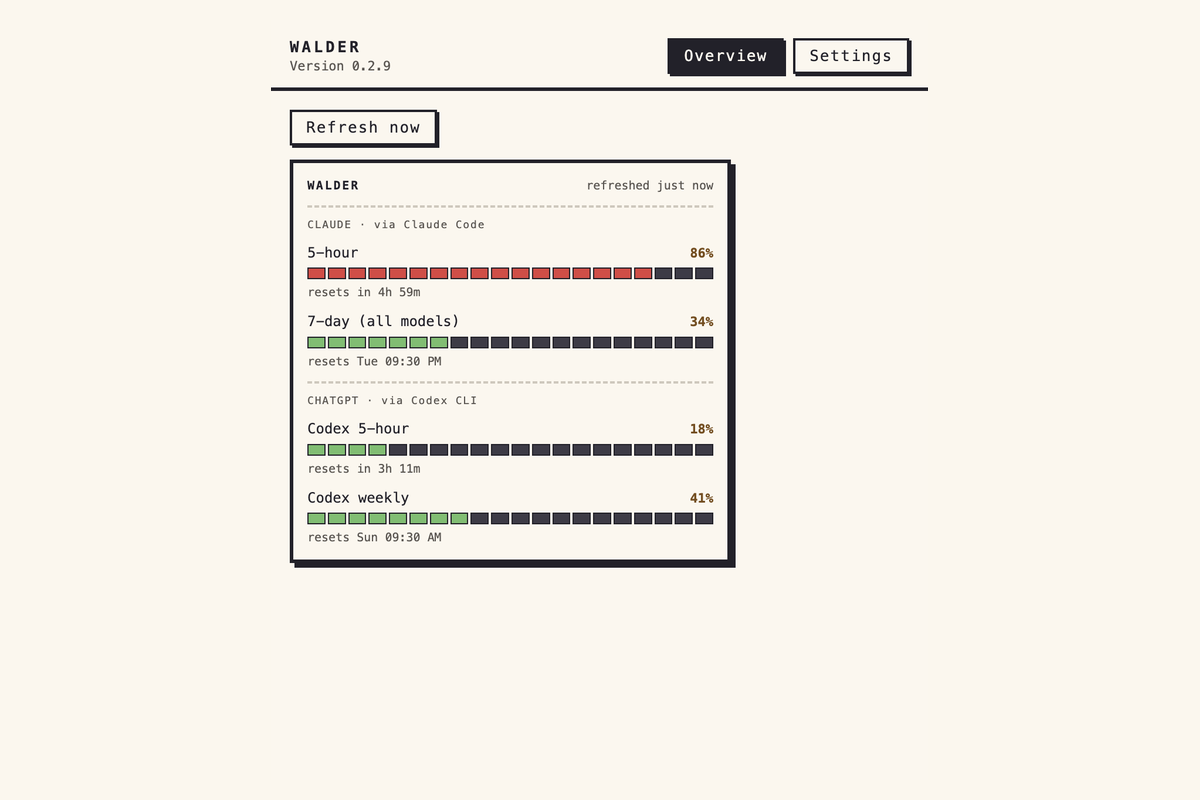 WALDER
Version 0.2.9
Overview
Settings
Refresh now
WALDER refreshed just now
CLAUDE · via Claude Code
5-hour 86%
resets in 4h 59m
7-day (all models) 34%
resets Tue 09:30 PM
CHATGPT · via Codex CLI
Codex 5-hour 18%
resets in 3h 11m
Codex weekly 41%
resets Sun 09:30 AM